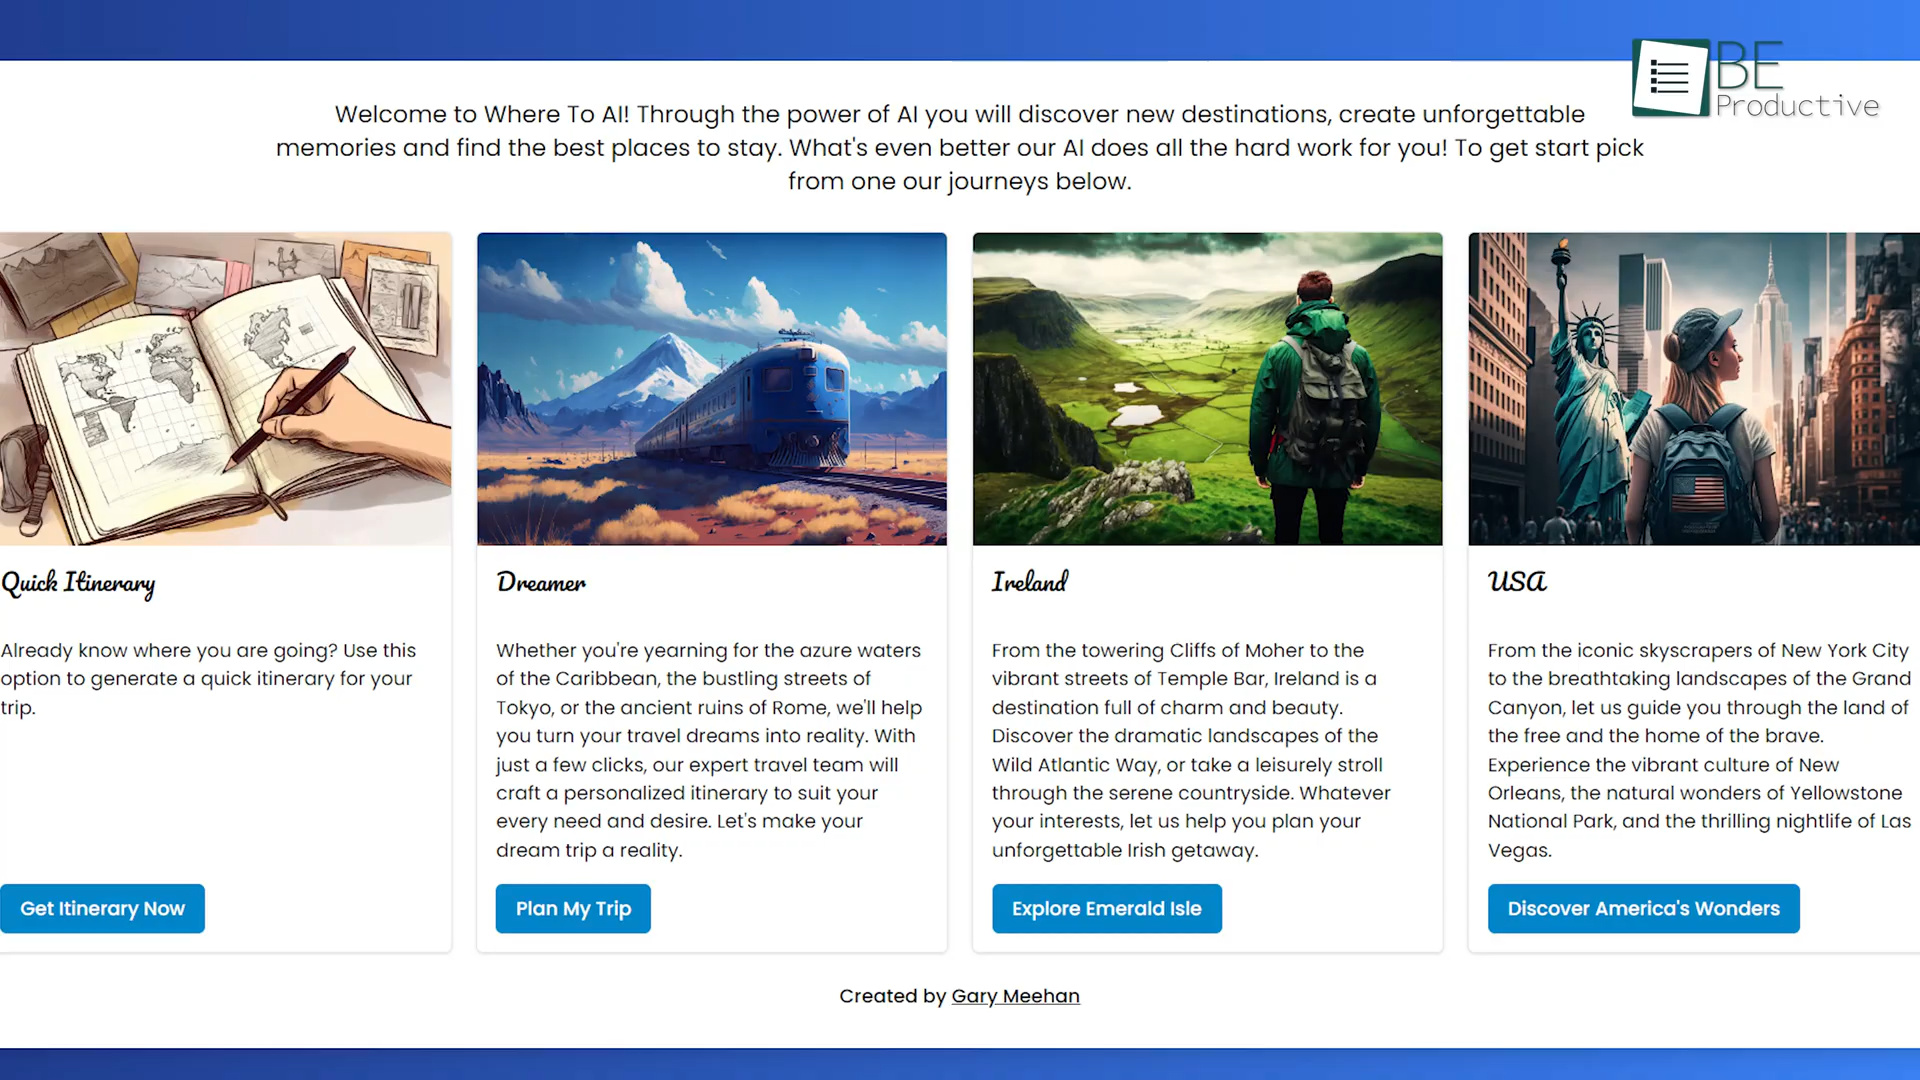 BE
Productive
Welcome to Where To AI! Through the power of AI you will discover new destinations, create unforgettable
memories and find the best places to stay. What's even better our AI does all the hard work for you! To get start pick
from one our journeys below.
Quick Itinerary
Already know where you are going? Use this
option to generate a quick itinerary for your
trip.
Get Itinerary Now
Dreamer
Whether you're yearning for the azure waters
of the Caribbean, the bustling streets of
Tokyo, or the ancient ruins of Rome, we'll help
you turn your travel dreams into reality. With
just a few clicks, our expert travel team will
craft a personalized itinerary to suit your
every need and desire. Let's make your
dream trip a reality.
Plan My Trip
Ireland
From the towering Cliffs of Moher to the
vibrant streets of Temple Bar, Ireland is a
destination full of charm and beauty.
Discover the dramatic landscapes of the
Wild Atlantic Way, or take a leisurely stroll
through the serene countryside. Whatever
your interests, let us help you plan your
unforgettable Irish getaway.
Explore Emerald Isle
USA
From the iconic skyscrapers of New York City
to the breathtaking landscapes of the Grand
Canyon, let us guide you through the land of
the free and the home of the brave.
Experience the vibrant culture of New
Orleans, the natural wonders of Yellowstone
National Park, and the thrilling nightlife of Las
Vegas.
Discover America's Wonders
Created by Gary Meehan